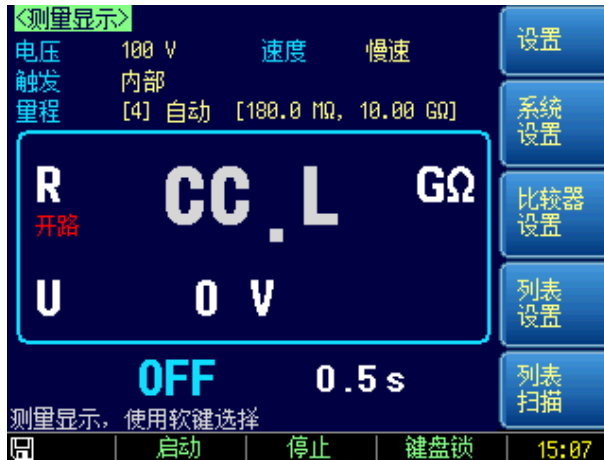 <测量显示>
电压 100 V 速度 慢速
触发 内部
量程 [4] 自动 [180.0 MΩ, 10.00 GΩ]
R CC.L GΩ
开路
U 0 V
OFF 0.5 s
测量显示，使用软键选择
启动 停止 键盘锁 15:07
设置
系统
设置
比较器
设置
列表
设置
列表
扫描